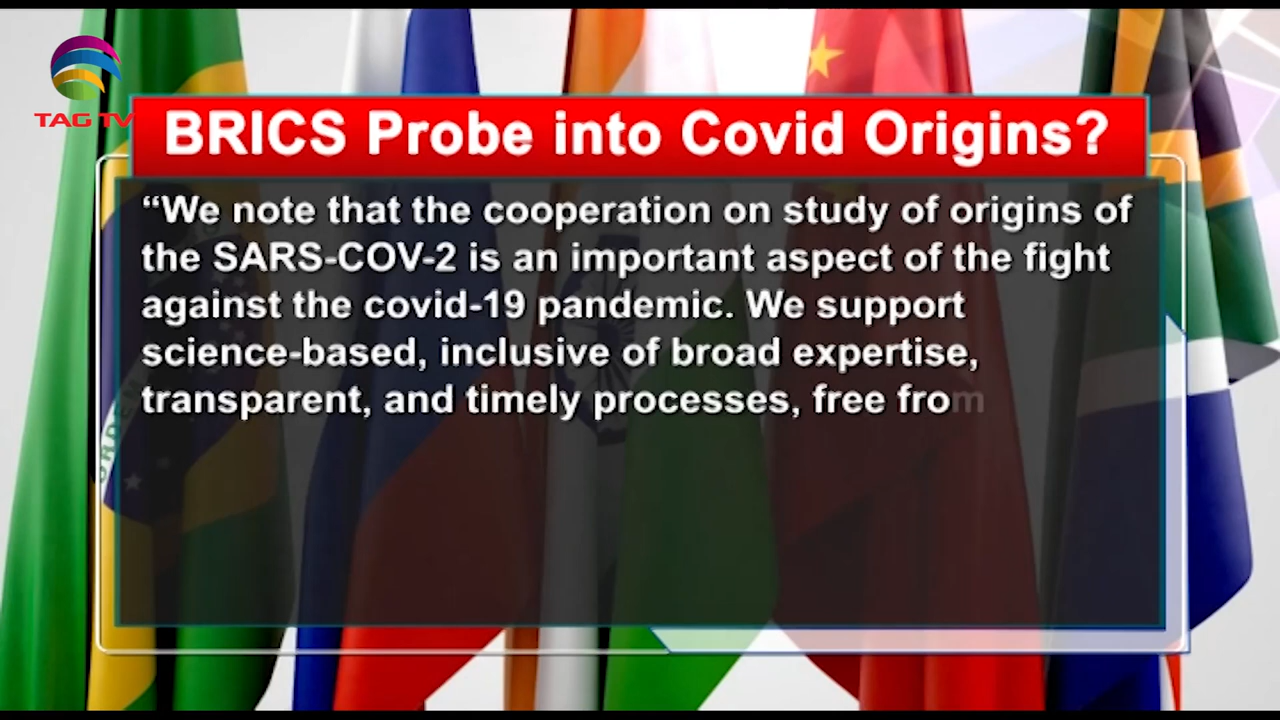 TAG TV
BRICS Probe into Covid Origins?
“We note that the cooperation on study of origins of
the SARS-COV-2 is an important aspect of the fight
against the covid-19 pandemic. We support
science-based, inclusive of broad expertise,
transparent, and timely processes, free from